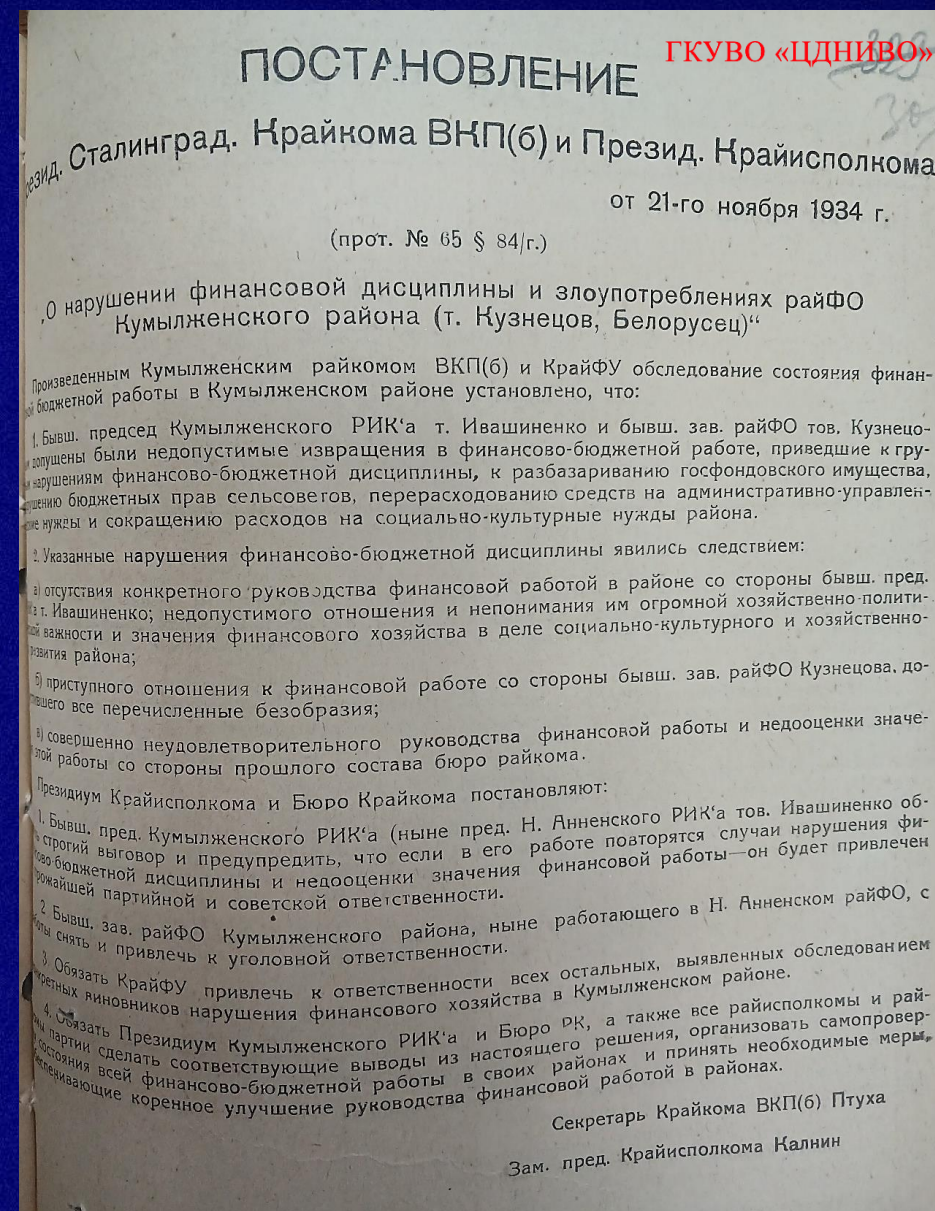 ГКУВО «ЦДНИВО»
ПОСТАНОВЛЕНИЕ
Сталинград. Крайкома ВКП(б) и Презид. Крайисполкома
от 21-го ноября 1934 г.
(прот. № 65 § 84/г.)
„О нарушении финансовой дисциплины и злоупотреблениях райФО
Кумылженского района (т. Кузнецов, Белорусец)“
Произведенным Кумылженским райкомом ВКП(б) и КрайФУ обследование состояния финан-
бюджетной работы в Кумылженском районе установлено, что:
1. Бывш. председ Кумылженского РИК‘а т. Ивашиненко и бывш. зав. райФО тов. Кузнецо-
допущены были недопустимые извращения в финансово-бюджетной работе, приведшие к гру-
нарушениям финансово-бюджетной дисциплины, к разбазариванию госфондовского имущества,
бюджетных прав сельсоветов, перерасходованию средств на административно-управлен-
нужды и сокращению расходов на социально-культурные нужды района.
2. Указанные нарушения финансово-бюджетной дисциплины явились следствием:
а) отсутствия конкретного руководства финансовой работой в районе со стороны бывш. пред.
т. Ивашиненко; недопустимого отношения и непонимания им огромной хозяйственно-полити-
важности и значения финансового хозяйства в деле социально-культурного и хозяйственно-
района;
б) приступного отношения к финансовой работе со стороны бывш. зав. райФО Кузнецова, до-
все перечисленные безобразия;
в) совершенно неудовлетворительного руководства финансовой работы и недооценки значе-
этой работы со стороны прошлого состава бюро райкома.
Президиум Крайисполкома и Бюро Крайкома постановляют:
1. Бывш. пред. Кумылженского РИК‘а (ныне пред. Н. Анненского РИК‘а тов. Ивашиненко об-
строгий выговор и предупредить, что если в его работе повторятся случаи нарушения фи-
бюджетной дисциплины и недооценки значения финансовой работы—он будет привлечен
партийной и советской ответственности.
2 Бывш. зав. райФО Кумылженского района, ныне работающего в Н. Анненском райФО, с
снять и привлечь к уголовной ответственности.
3. Обязать КрайФУ привлечь к ответственности всех остальных, выявленных обследованием
виновников нарушения финансового хозяйства в Кумылженском районе.
4. Обязать Президиум Кумылженского РИК‘а и Бюро РК, а также все райисполкомы и рай-
партии сделать соответствующие выводы из настоящего решения, организовать самопровер-
состояния всей финансово-бюджетной работы в своих районах и принять необходимые меры,
коренное улучшение руководства финансовой работой в районах.
Секретарь Крайкома ВКП(б) Птуха
Зам. пред. Крайисполкома Калнин